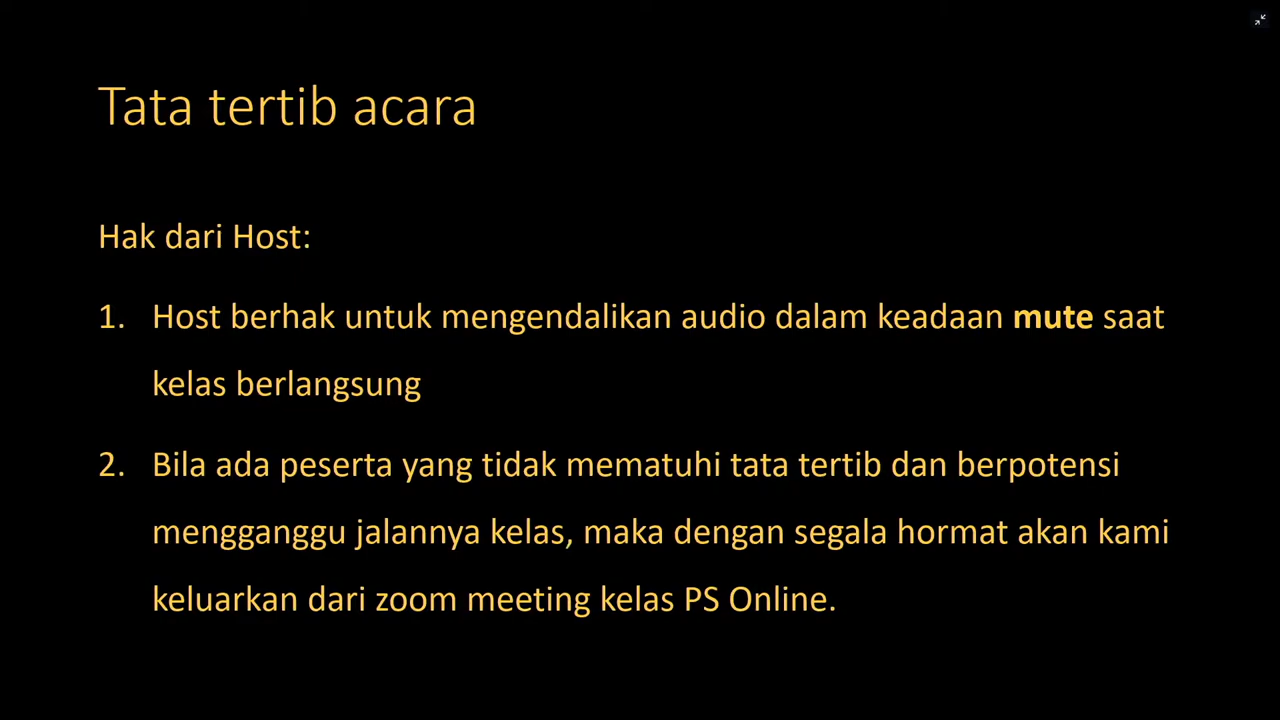 Tata tertib acara
Hak dari Host:
1. Host berhak untuk mengendalikan audio dalam keadaan mute saat
kelas berlangsung
2. Bila ada peserta yang tidak mematuhi tata tertib dan berpotensi
mengganggu jalannya kelas, maka dengan segala hormat akan kami
keluarkan dari zoom meeting kelas PS Online.